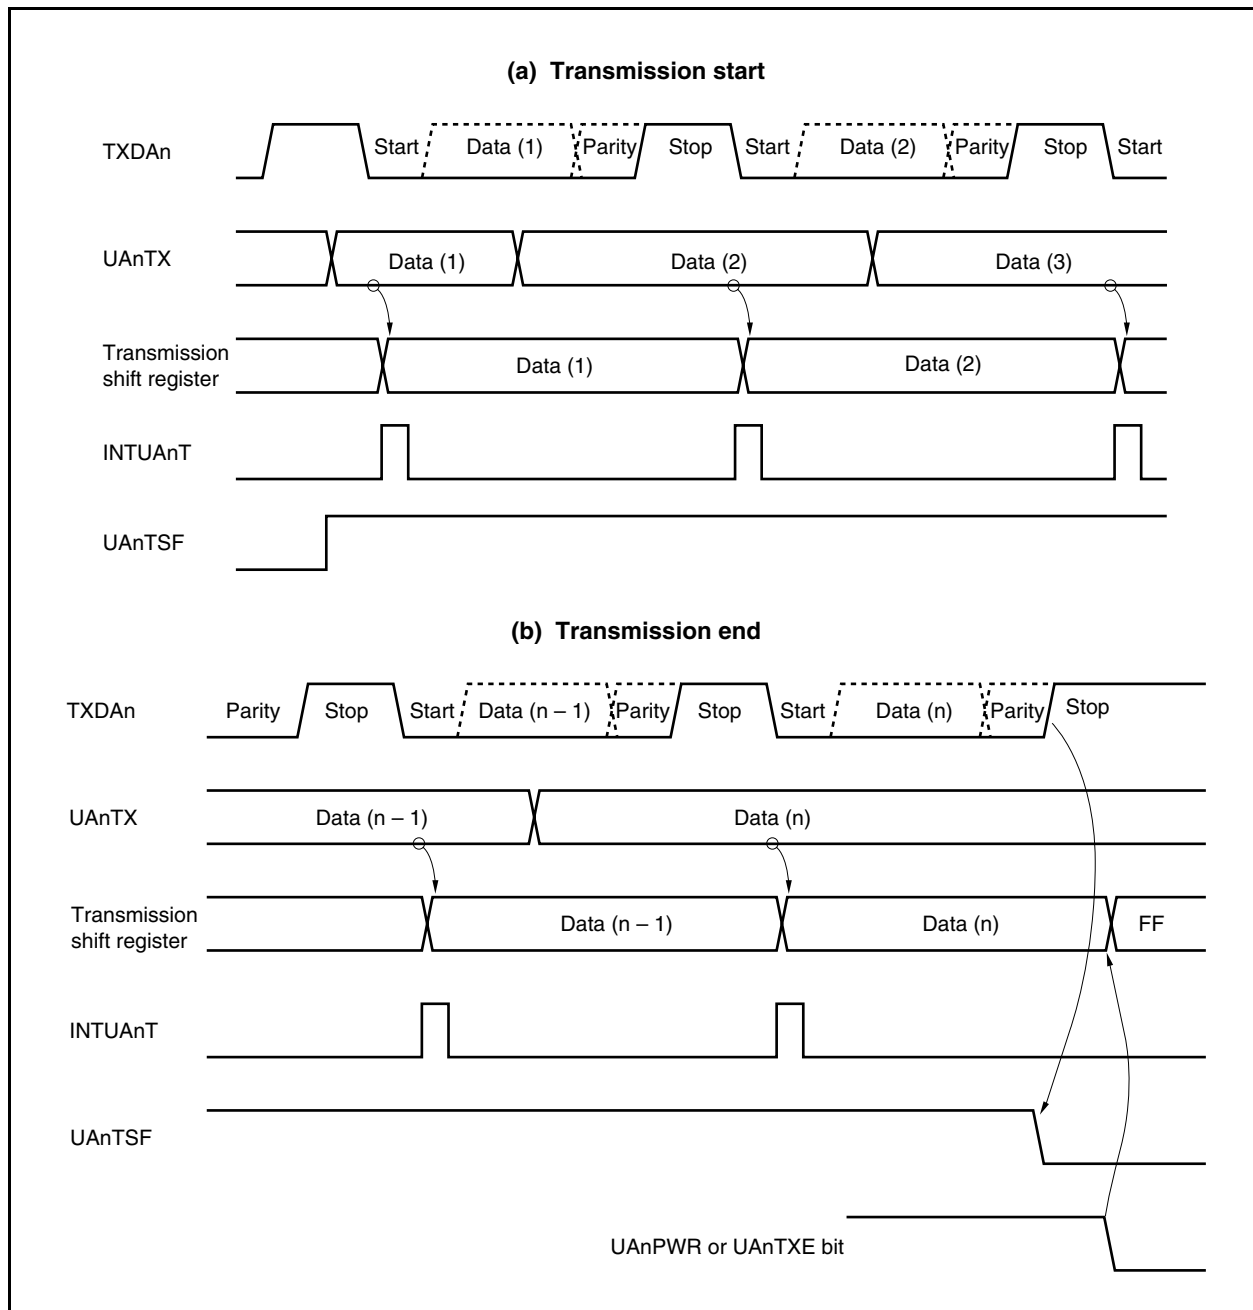 (a) Transmission start
TXDAn
Start Data (1) Parity Stop Start Data (2) Parity Stop Start
UAnTX
Data (1) Data (2) Data (3)
Transmission
shift register
Data (1) Data (2)
INTUAnT
UAnTSF
(b) Transmission end
TXDAn
Parity Stop Start Data (n – 1) Parity Stop Start Data (n) Parity Stop
UAnTX
Data (n – 1) Data (n)
Transmission
shift register
Data (n – 1) Data (n) FF
INTUAnT
UAnTSF
UAnPWR or UAnTXE bit